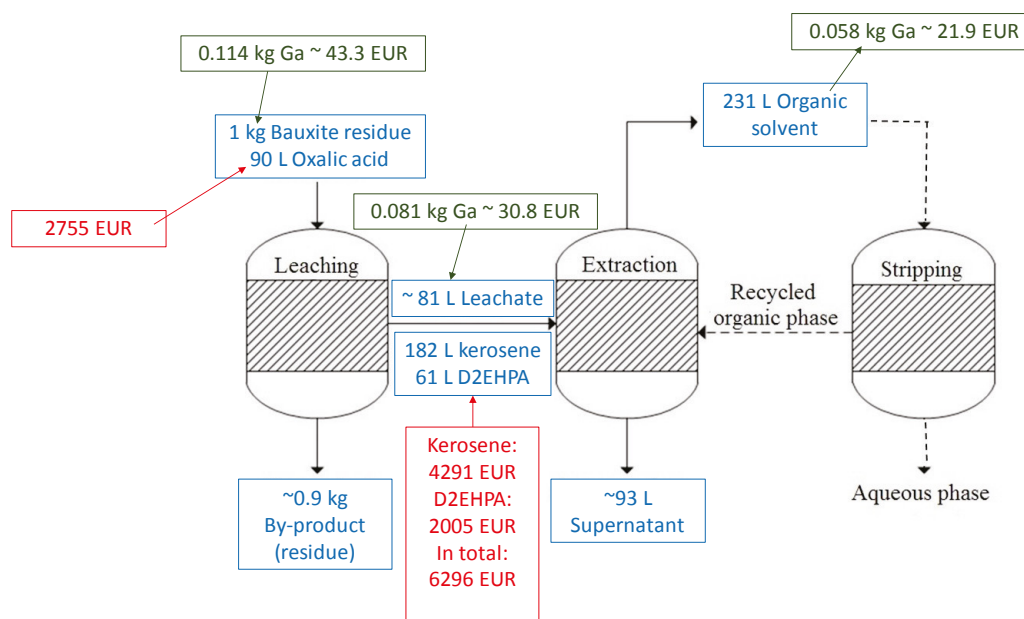 0.114 kg Ga ~ 43.3 EUR
0.058 kg Ga ~ 21.9 EUR
1 kg Bauxite residue
90 L Oxalic acid
231 L Organic
solvent
2755 EUR
0.081 kg Ga ~ 30.8 EUR
Leaching
Extraction
Stripping
~ 81 L Leachate
Recycled
organic phase
182 L kerosene
61 L D2EHPA
Kerosene:
4291 EUR
D2EHPA:
2005 EUR
In total:
6296 EUR
~0.9 kg
By-product
(residue)
~93 L
Supernatant
Aqueous phase